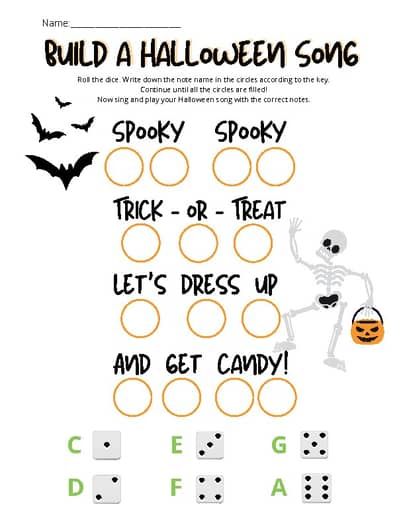 Name:____________________
BUILD A HALLOWEEN SONG
Roll the dice. Write down the note name in the circles according to the key.
Continue until all the circles are filled!
Now sing and play your Halloween song with the correct notes.
SPOOKY SPOOKY
TRICK - OR - TREAT
LET'S DRESS UP
AND GET CANDY!
C E G
D F A